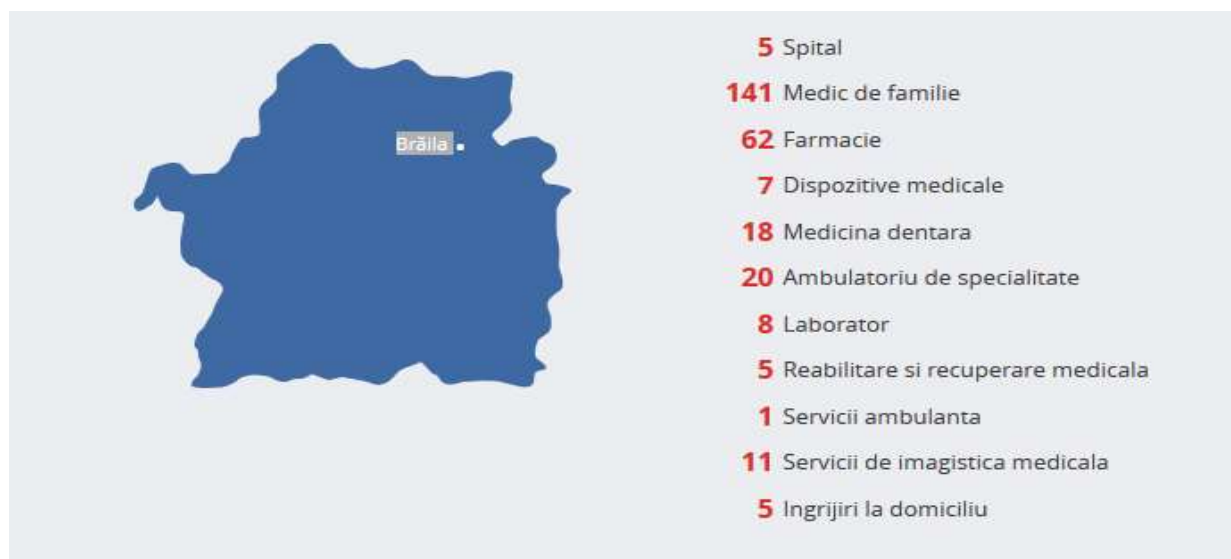 Brăila
5 Spital
141 Medic de familie
62 Farmacie
7 Dispozitive medicale
18 Medicina dentara
20 Ambulatoriu de specialitate
8 Laborator
5 Reabilitare si recuperare medicala
1 Servicii ambulanta
11 Servicii de imagistica medicala
5 Ingrijiri la domiciliu